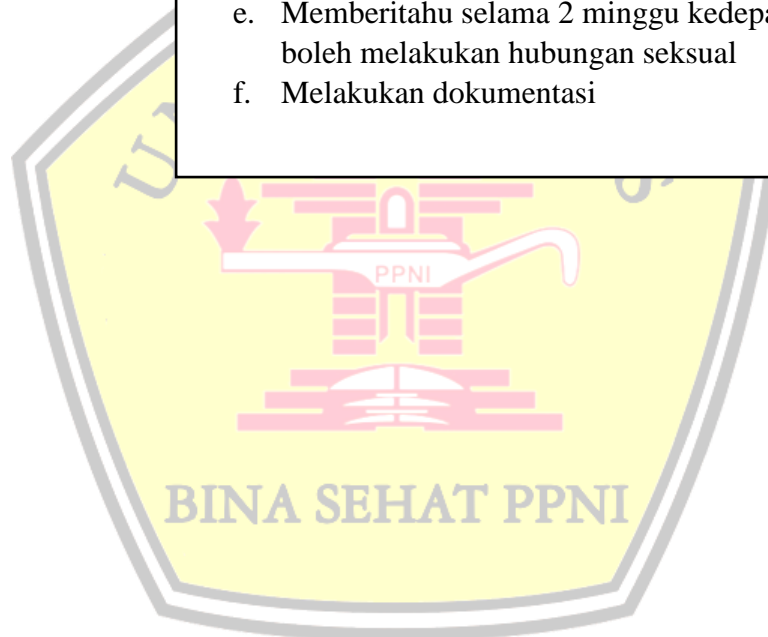 e. Memberitahu selama 2 minggu kedepa
boleh melakukan hubungan seksual
f. Melakukan dokumentasi
PPNI
BINA SEHAT PPNI